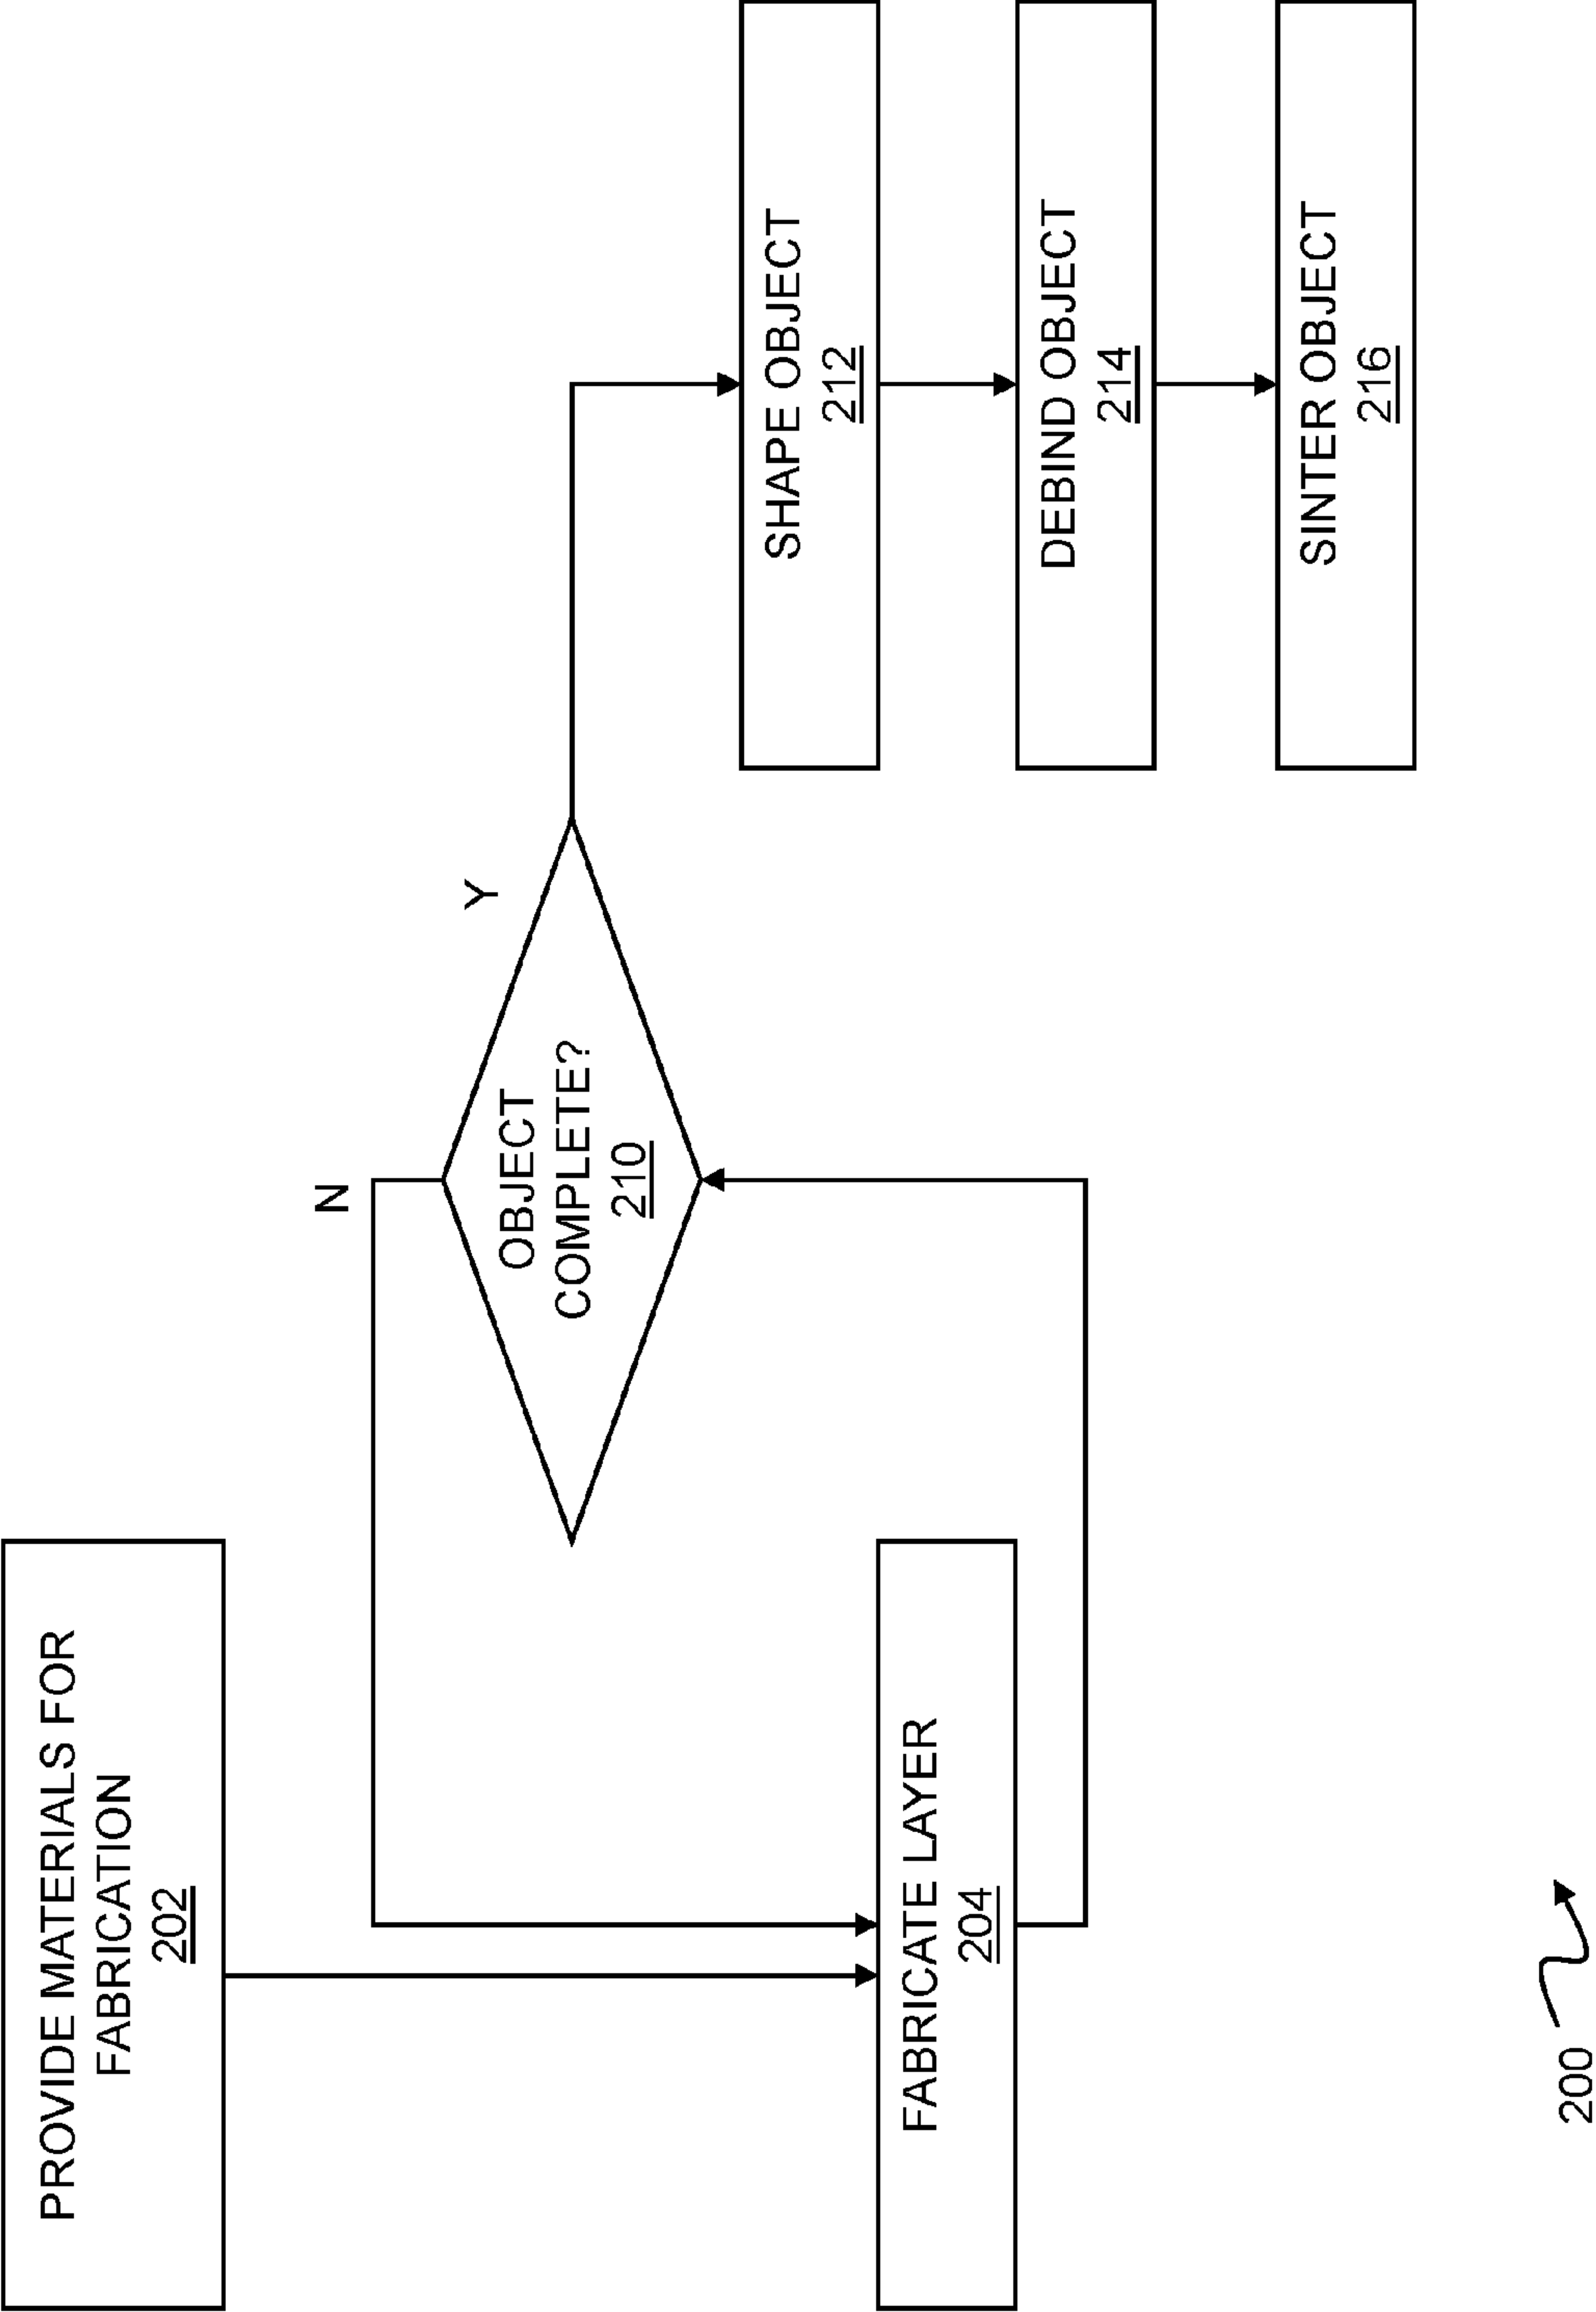 PROVIDE MATERIALS FOR
FABRICATION
202
FABRICATE LAYER
204
N
OBJECT
COMPLETE?
210
Y
SHAPE OBJECT
212
DEBIND OBJECT
214
SINTER OBJECT
216
200